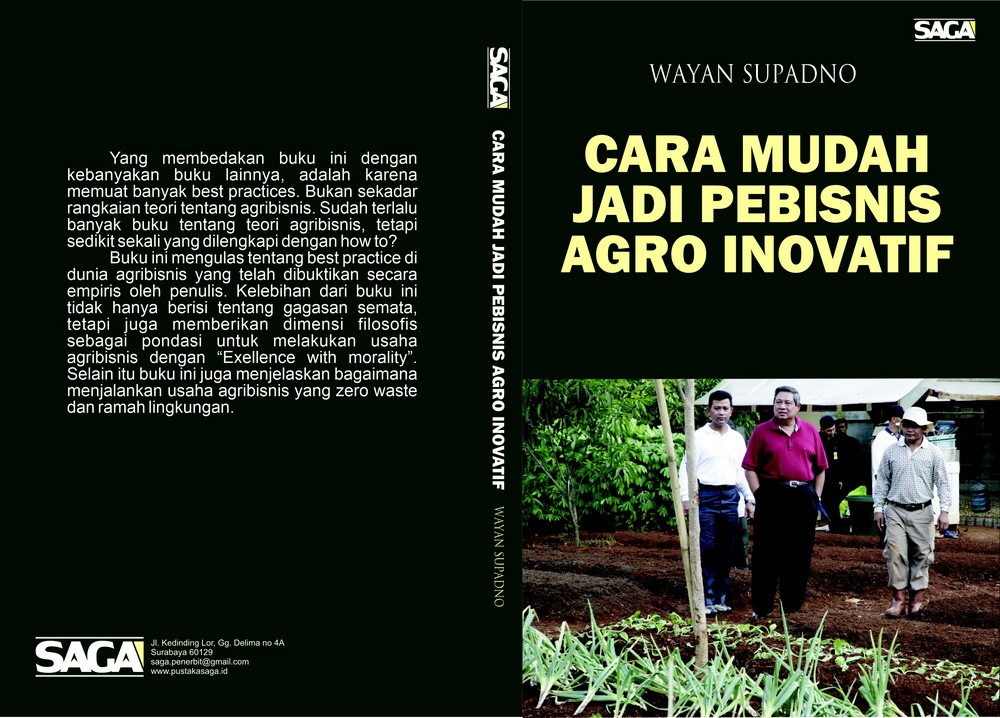 Yang membedakan buku ini dengan
kebanyakan buku lainnya, adalah karena
memuat banyak best practices. Bukan sekadar
rangkaian teori tentang agribisnis. Sudah terlalu
banyak buku tentang teori agribisnis, tetapi
sedikit sekali yang dilengkapi dengan how to?
Buku ini mengulas tentang best practice di
dunia agribisnis yang telah dibuktikan secara
empiris oleh penulis. Kelebihan dari buku ini
tidak hanya berisi tentang gagasan semata,
tetapi juga memberikan dimensi filosofis
sebagai pondasi untuk melakukan usaha
agribisnis dengan “Exellence with morality”.
Selain itu buku ini juga menjelaskan bagaimana
menjalankan usaha agribisnis yang zero waste
dan ramah lingkungan.
SAGA
Jl. Kedinding Lor, Gg. Delima no 4A
Surabaya 60129
saga.penerbit@gmail.com
www.pustakasaga.id
SAGA
CARA MUDAH JADI PEBISNIS AGRO INOVATIF
WAYAN SUPADNO
SAGA
WAYAN SUPADNO
CARA MUDAH
JADI PEBISNIS
AGRO INOVATIF